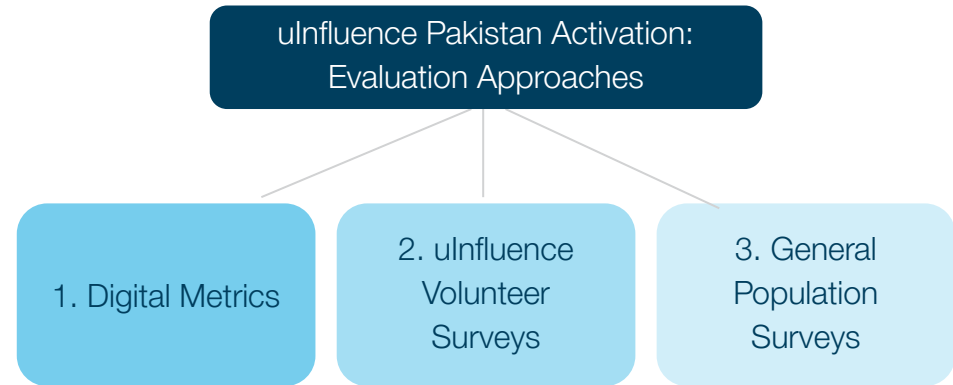 uInfluence Pakistan Activation:
Evaluation Approaches
1. Digital Metrics
2. uInfluence
Volunteer
Surveys
3. General
Population
Surveys